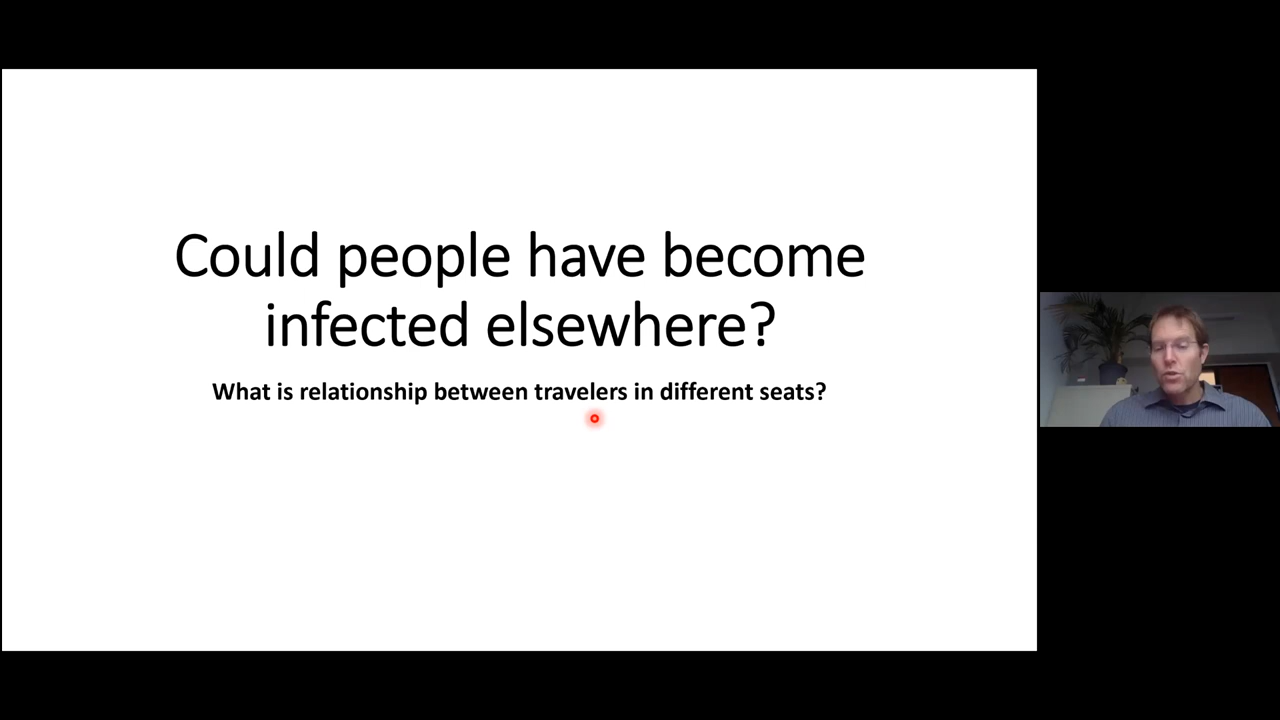 Could people have become
infected elsewhere?
What is relationship between travelers in different seats?